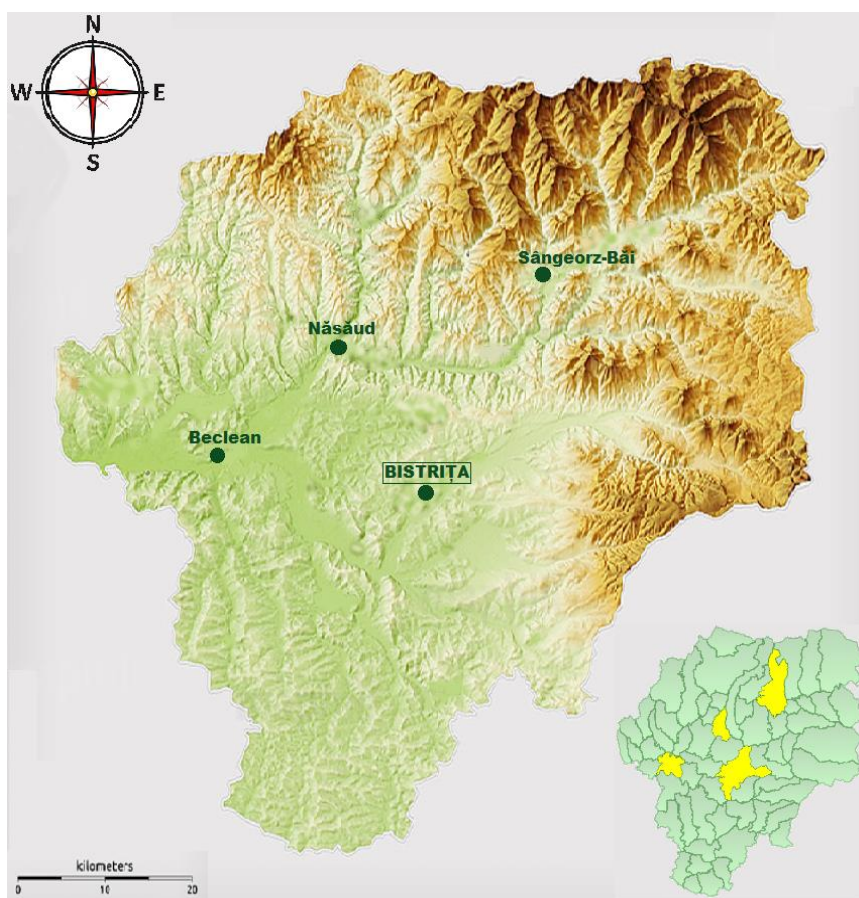 N
W E
S
Sângeorz-Băi
Năsăud
Beclean
BISTRIȚA
kilometers
0 10 20